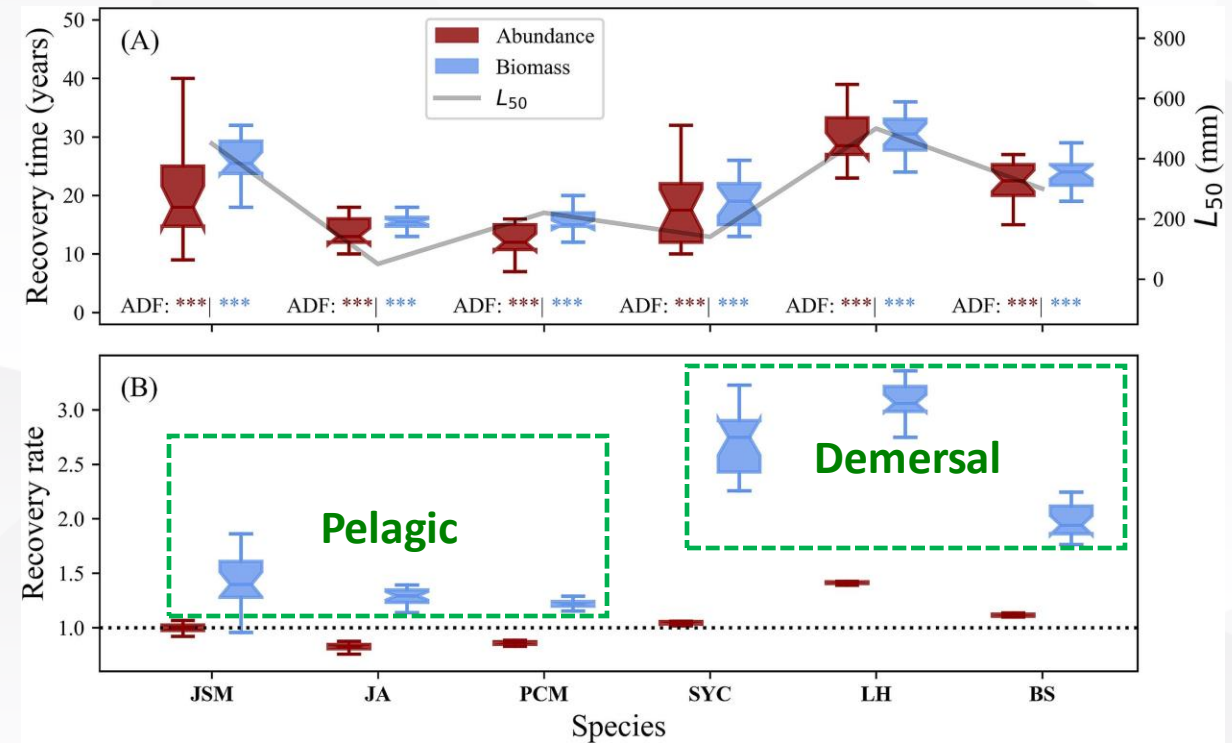 (A)
Abundance
Biomass
L50
Recovery time (years)
50
40
30
20
10
0
800
600
400
200
0
L50 (mm)
ADF: ***| *** ADF: ***| *** ADF: ***| *** ADF: ***| *** ADF: ***| *** ADF: ***| ***
(B)
Recovery rate
3.0
2.5
2.0
1.5
1.0
Pelagic
Demersal
JSM JA PCM SYC LH BS
Species